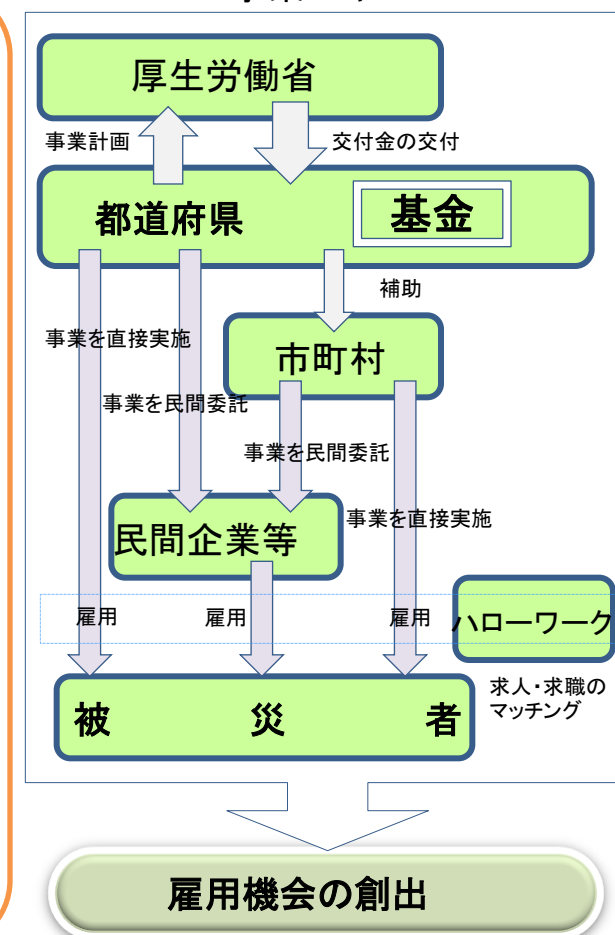 厚生労働省
事業計画
交付金の交付
都道府県
基金
補助
事業を直接実施
市町村
事業を民間委託
事業を民間委託
事業を直接実施
民間企業等
雇用
雇用
雇用
ハローワーク
求人・求職の
マッチング
被災者
雇用機会の創出